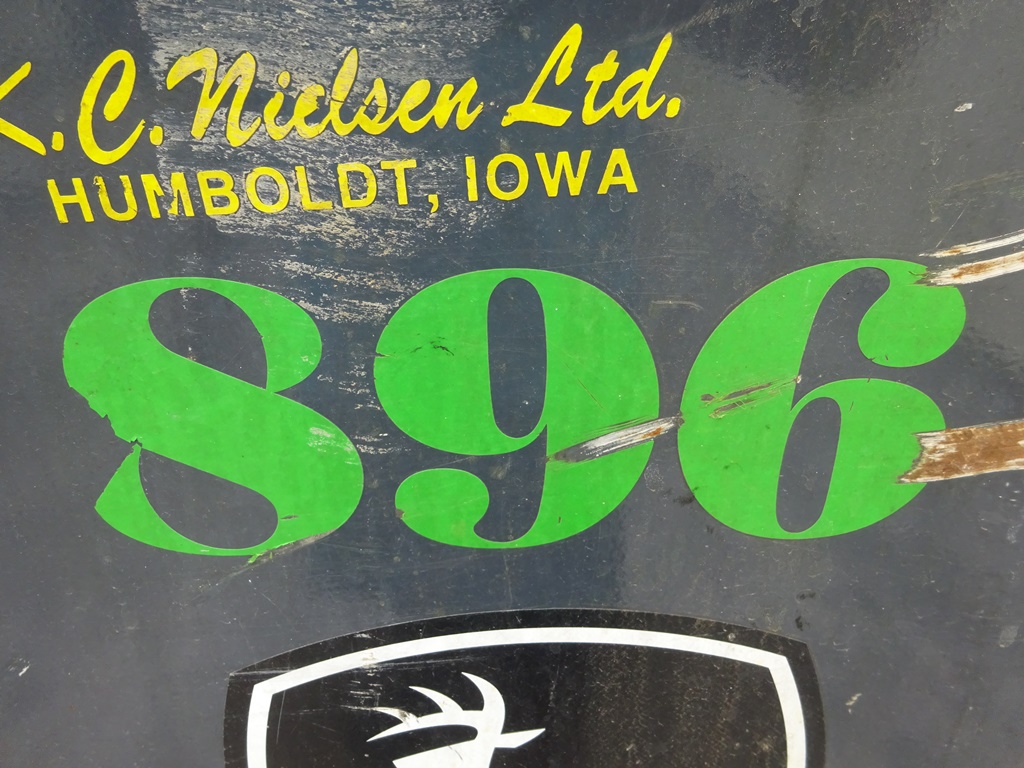 K.C. Nielsen Ltd.
HUMBOLDT, IOWA
896